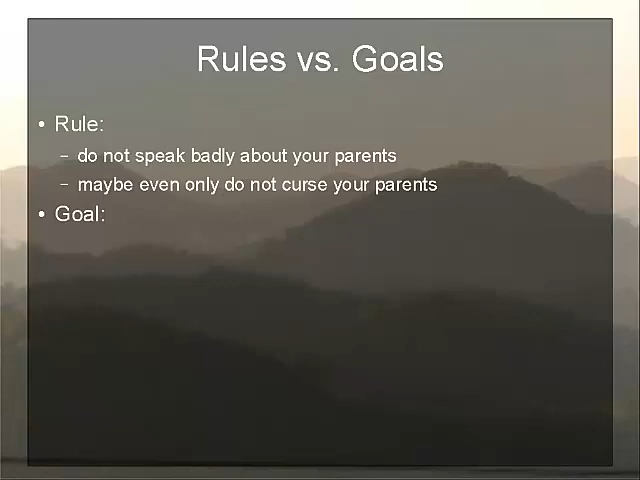 Rules vs. Goals
• Rule:
– do not speak badly about your parents
– maybe even only do not curse your parents
• Goal: